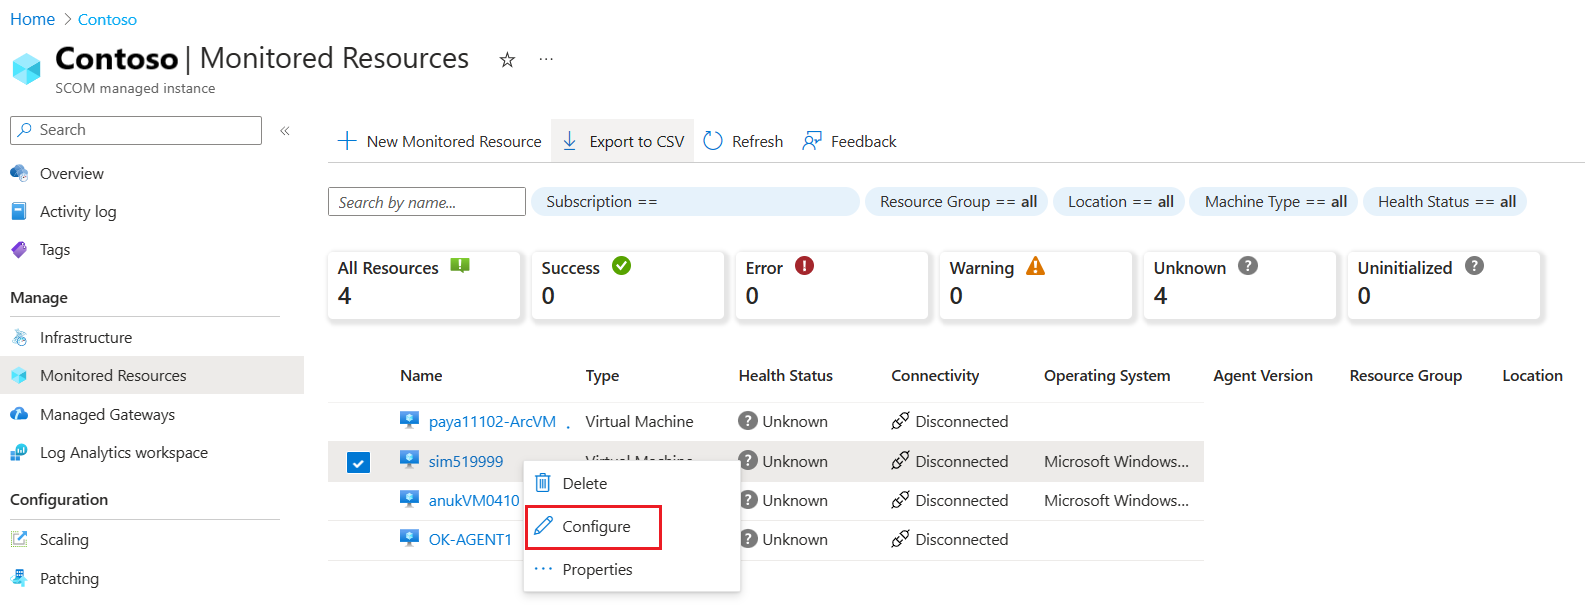 Home > Contoso
Contoso | Monitored Resources
SCOM managed instance
Search
Overview
Activity log
Tags
Manage
Infrastructure
Monitored Resources
Managed Gateways
Log Analytics workspace
Configuration
Scaling
Patching
New Monitored Resource Export to CSV Refresh Feedback
Search by name... Subscription == Resource Group == all Location == all Machine Type == all Health Status == all
All Resources Success Error Warning Unknown Uninitialized
4 0 0 0 4 0
Name Type Health Status Connectivity Operating System Agent Version Resource Group Location
paya11102-ArcVM . Virtual Machine Unknown Disconnected
sim519999 Virtual Machine Unknown Disconnected Microsoft Windows...
anukVM0410 Unknown Disconnected Microsoft Windows...
OK-AGENT1 Unknown Disconnected
Delete
Configure
Properties